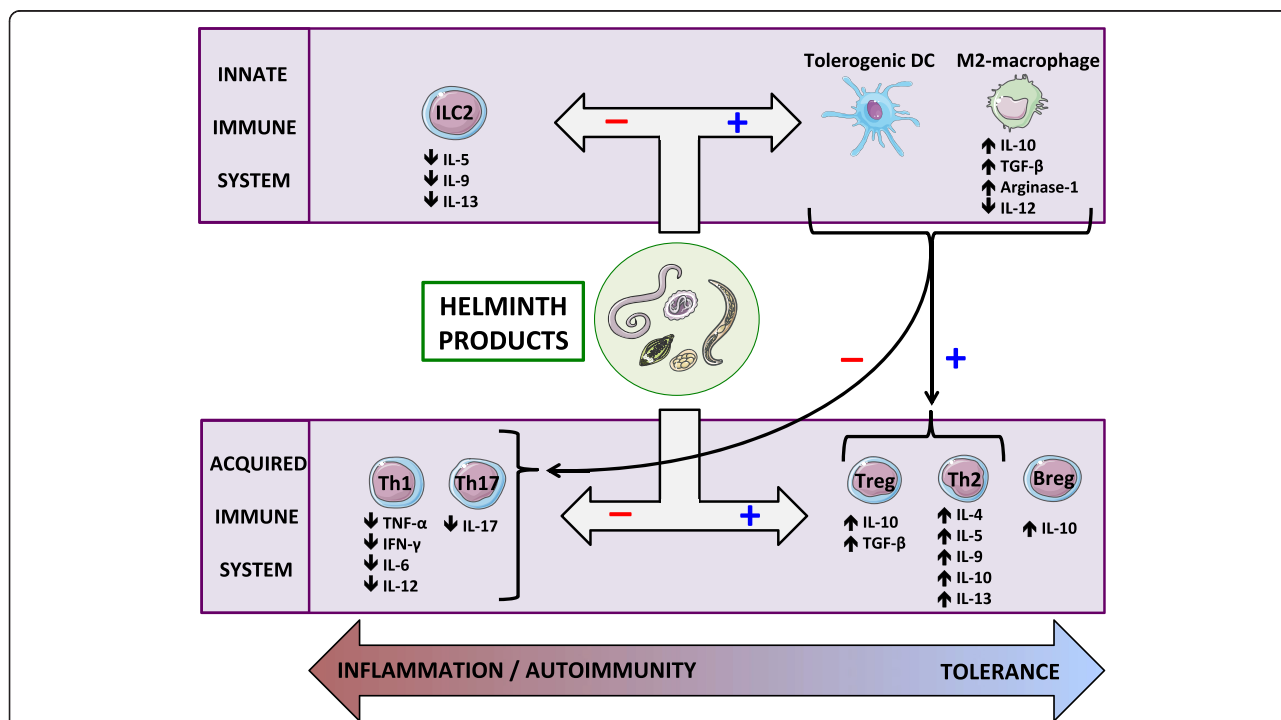 INNATE
IMMUNE
SYSTEM
ILC2
↓ IL-5
↓ IL-9
↓ IL-13
−
+
Tolerogenic DC
M2-macrophage
↑ IL-10
↑ TGF-β
↑ Arginase-1
↓ IL-12
HELMINTH
PRODUCTS
−
+
ACQUIRED
IMMUNE
SYSTEM
Th1
↓ TNF-α
↓ IFN-γ
↓ IL-6
↓ IL-12
Th17
↓ IL-17
−
+
Treg
↑ IL-10
↑ TGF-β
Th2
↑ IL-4
↑ IL-5
↑ IL-9
↑ IL-10
↑ IL-13
Breg
↑ IL-10
INFLAMMATION / AUTOIMMUNITY
TOLERANCE